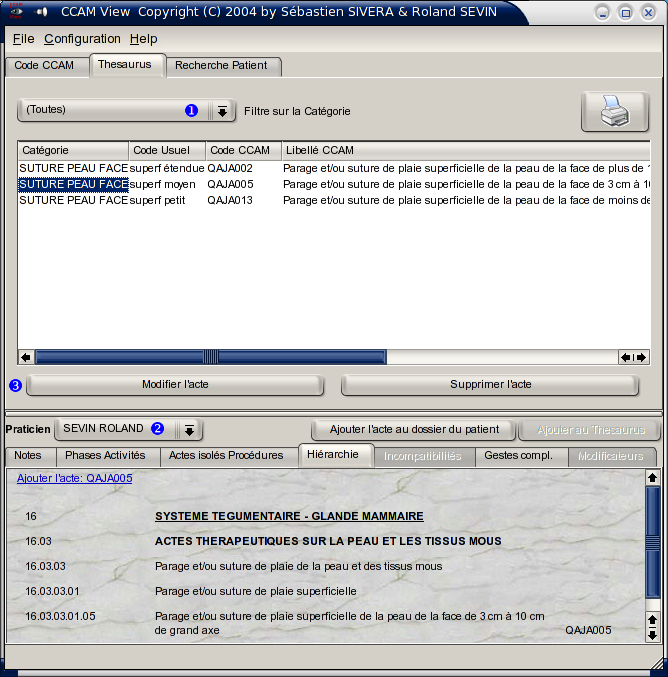 CCAM View  Copyright (C) 2004 by Sébastien SIVERA & Roland SEVIN
File Configuration Help
Code CCAM Thesaurus Recherche Patient
(Toutes) 1 Filtre sur la Catégorie
Catégorie Code Usuel Code CCAM Libellé CCAM
SUTURE PEAU FACE superf étendue QAJA002 Parage et/ou suture de plaie superficielle de la peau de la face de plus de 1
SUTURE PEAU FACE superf moyen QAJA005 Parage et/ou suture de plaie superficielle de la peau de la face de 3 cm à 1
SUTURE PEAU FACE superf petit QAJA013 Parage et/ou suture de plaie superficielle de la peau de la face de moins de
3 Modifier l'acte Supprimer l'acte
Praticien SEVIN ROLAND 2 Ajouter l'acte au dossier du patient Ajouter au Thesaurus
Notes Phases Activités Actes isolés Procédures Hiérarchie Incompatibilités Gestes compl. Modificateurs
Ajouter l'acte: QAJA005
16 SYSTEME TEGUMENTAIRE - GLANDE MAMMAIRE
16.03 ACTES THERAPEUTIQUES SUR LA PEAU ET LES TISSUS MOUS
16.03.03 Parage et/ou suture de plaie de la peau et des tissus mous
16.03.03.01 Parage et/ou suture de plaie superficielle
16.03.03.01.05 Parage et/ou suture de plaie superficielle de la peau de la face de 3 cm à 10 cm
de grand axe QAJA005